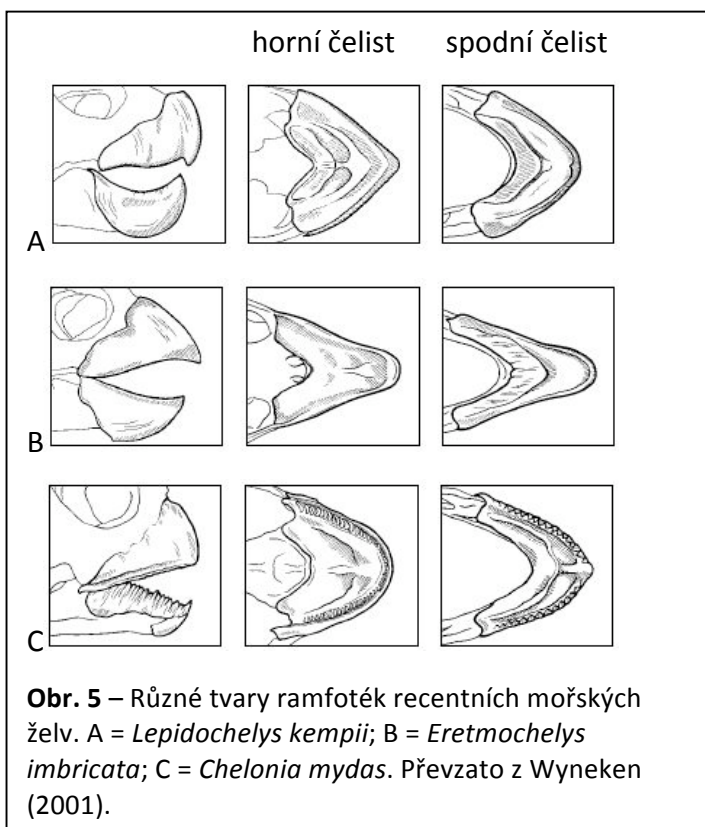 horní čelist spodní čelist
A
B
C
Obr. 5 – Různé tvary ramfoték recentních mořských
želv. A = Lepidochelys kempii; B = Eretmochelys
imbricata; C = Chelonia mydas. Převzato z Wyneken
(2001).